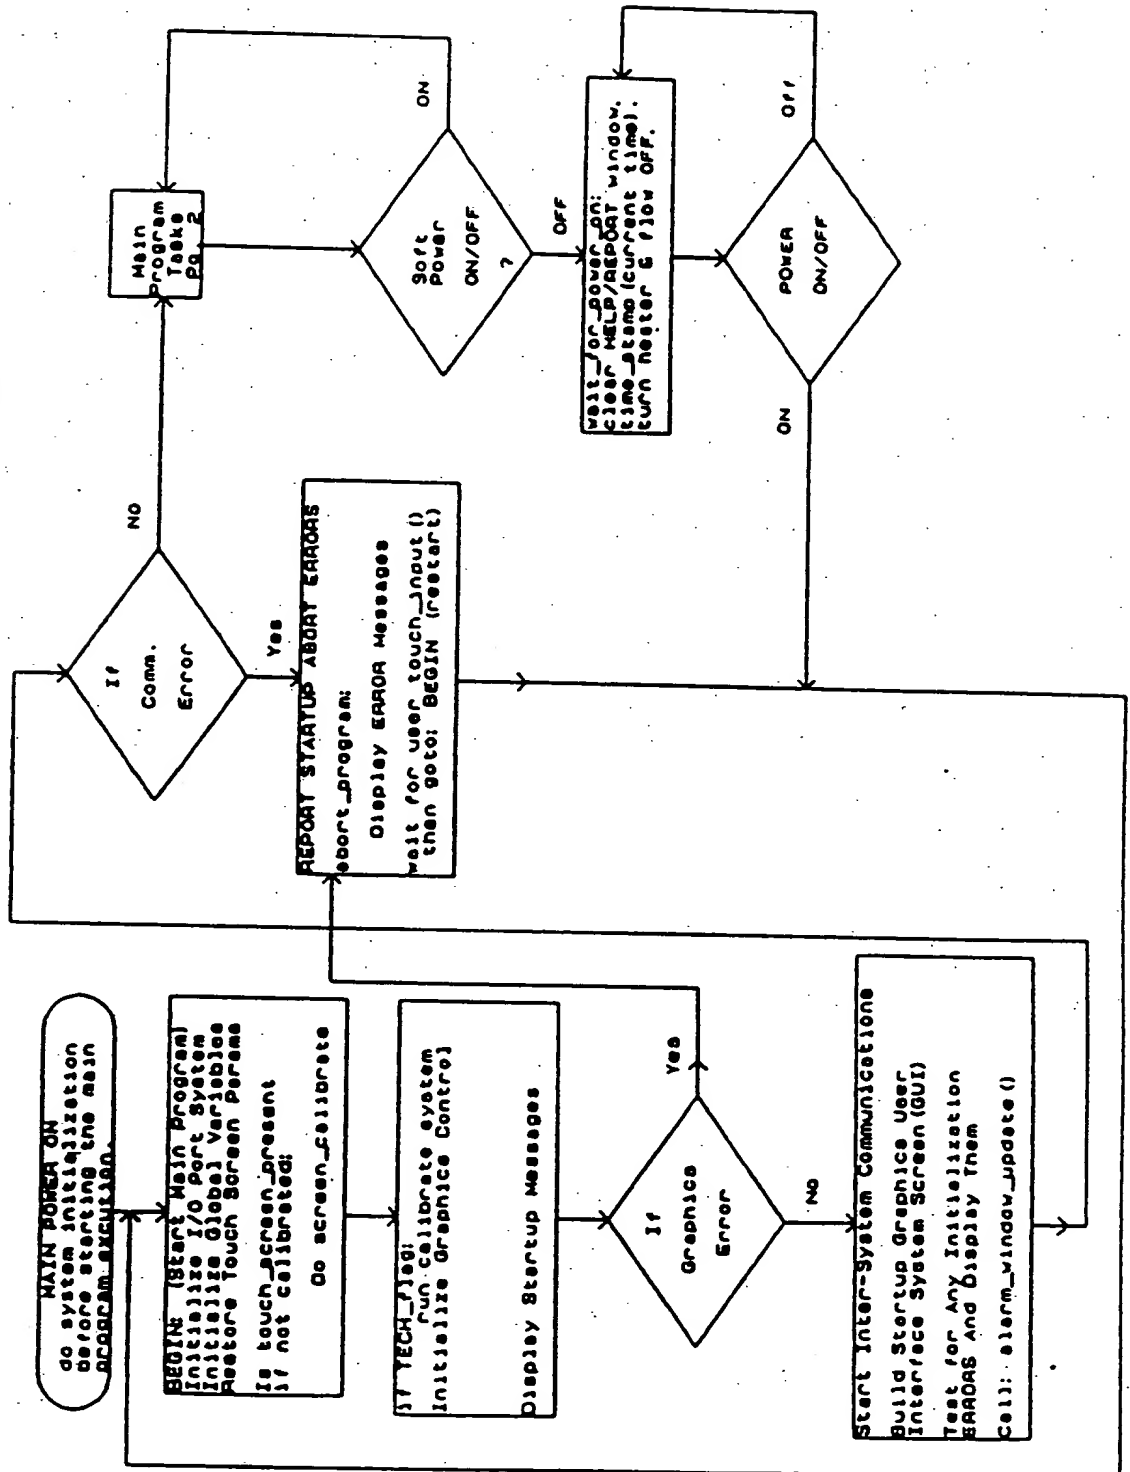 MAIN POWER ON
do system initialization
before starting the main
program excution.
BEGIN: (Start Main Program)
Initialize I/O Port System
Initialize Global Variables
Restore Touch Screen Params
Is touch_screen_present
if not calibrated:
Do screen_calibrate
if TECH_flag:
run calibrate system
Initialize Graphics Control
Display Startup Messages
If
Graphics
Error
Yes
NO
Start Inter-System Communications
Build Startup Graphics User
Interface System Screen(GUI)
Test for Any Initialization
ERRORS And Display Them
Call: alarm_window_update()
If
Comm.
Error
NO
Yes
REPORT STARTUP ABORT ERRORS
abort_program:
Display ERROR Messages
wait for user touch_input()
then goto: BEGIN (restart)
Main
Program
Tasks
Pg. 2
Soft
Power
ON/OFF
?
ON
OFF
wait_for_power_on:
clear HELP/REPORT window.
time_stamp(current time).
turn heater & flow OFF.
POWER
ON/OFF
Off
ON